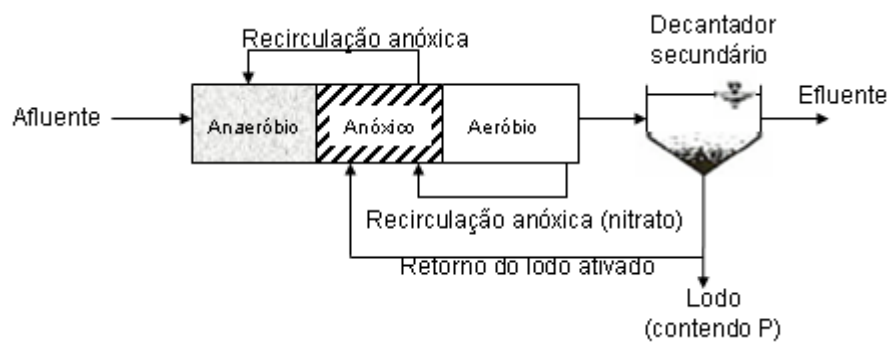 Decantador
secundário
Recirculação anóxica
Efluente
Afluente
Anaeróbio
Anóxico
Aeróbio
Recirculação anóxica (nitrato)
Retorno do lodo ativado
Lodo
(contendo P)